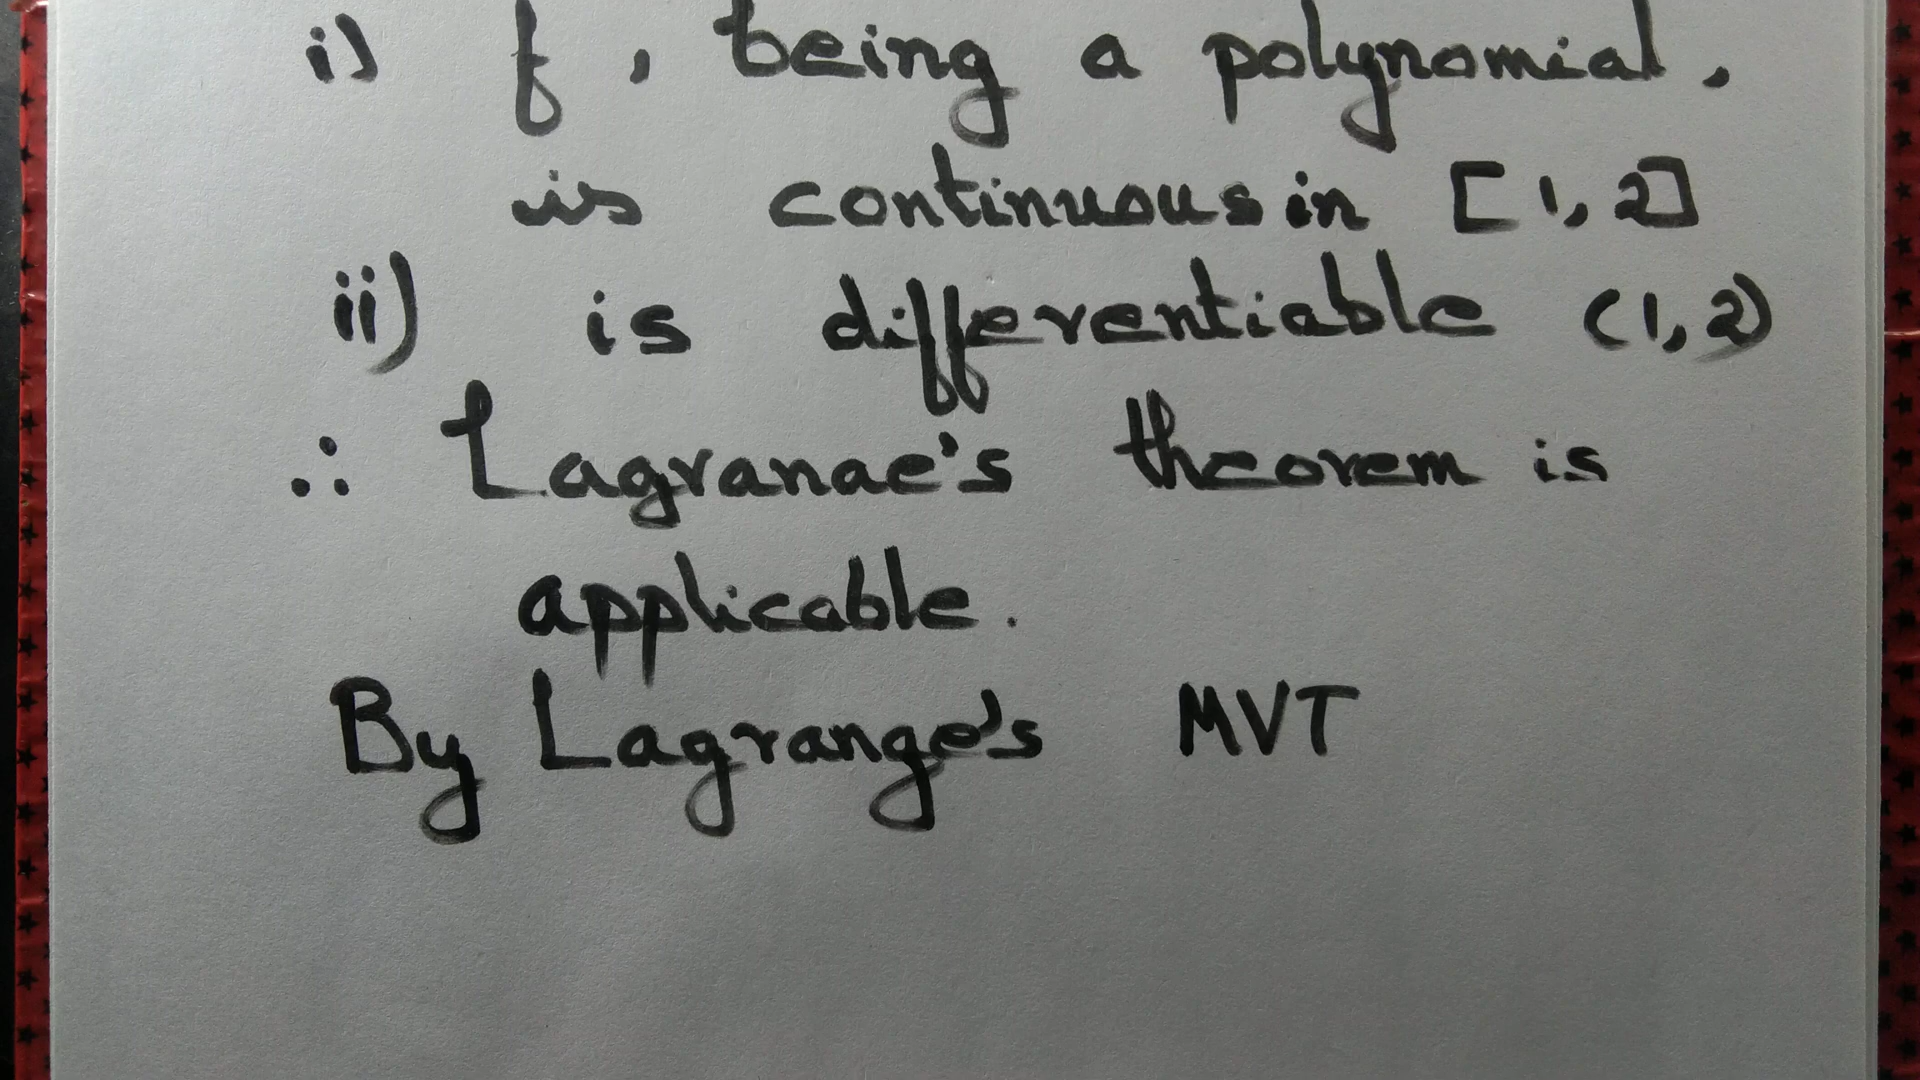 i) f, being a polynomial,
is continuous in [1, 2]
ii) is differentiable (1, 2)
∴ Lagranae's theorem is
applicable.
By Lagrange's MVT